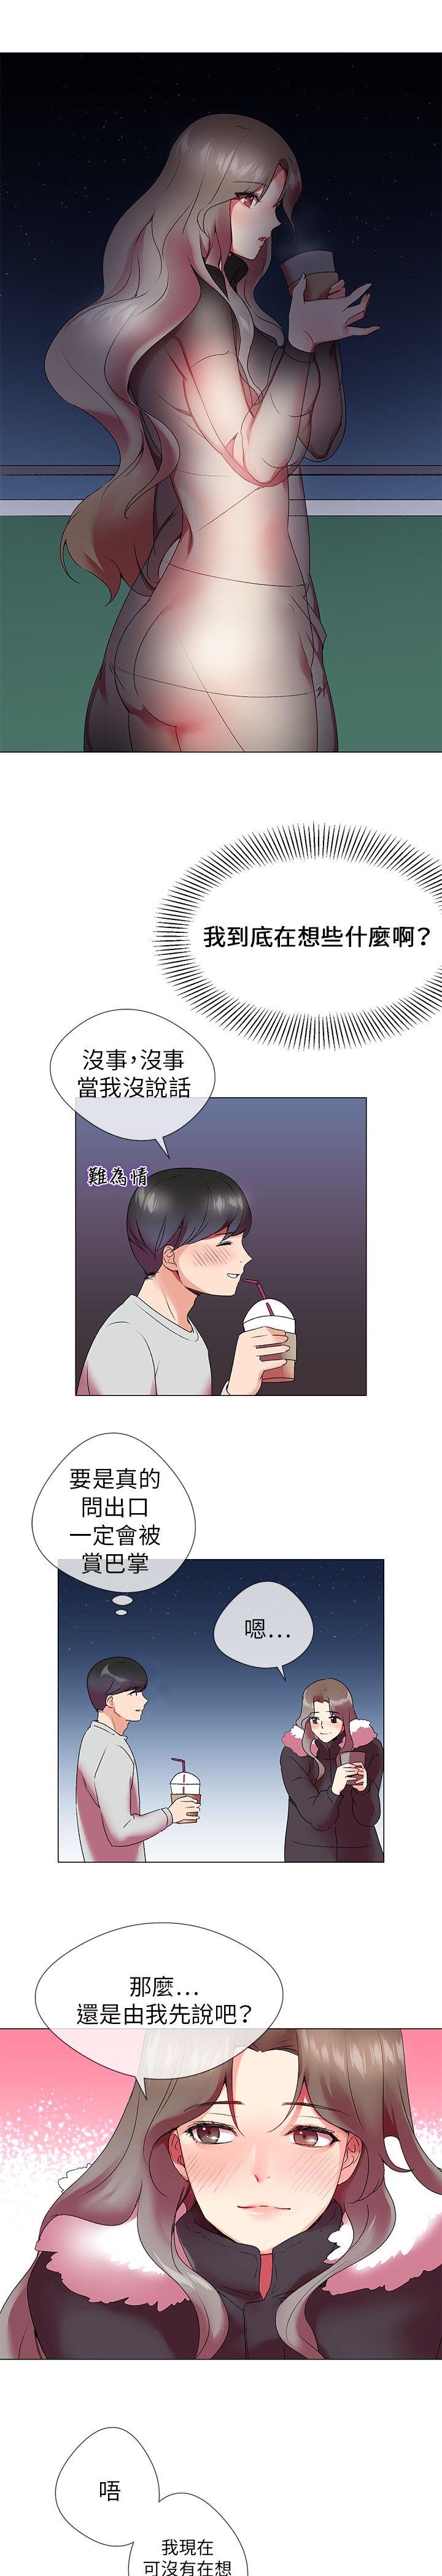 我到底在想些什麼啊?
沒事,沒事
當我沒說話
難為情
要是真的
問出口
一定會被
賞巴掌
嗯...
那麼...
還是由我先說吧?
唔
我現在
可沒有在想